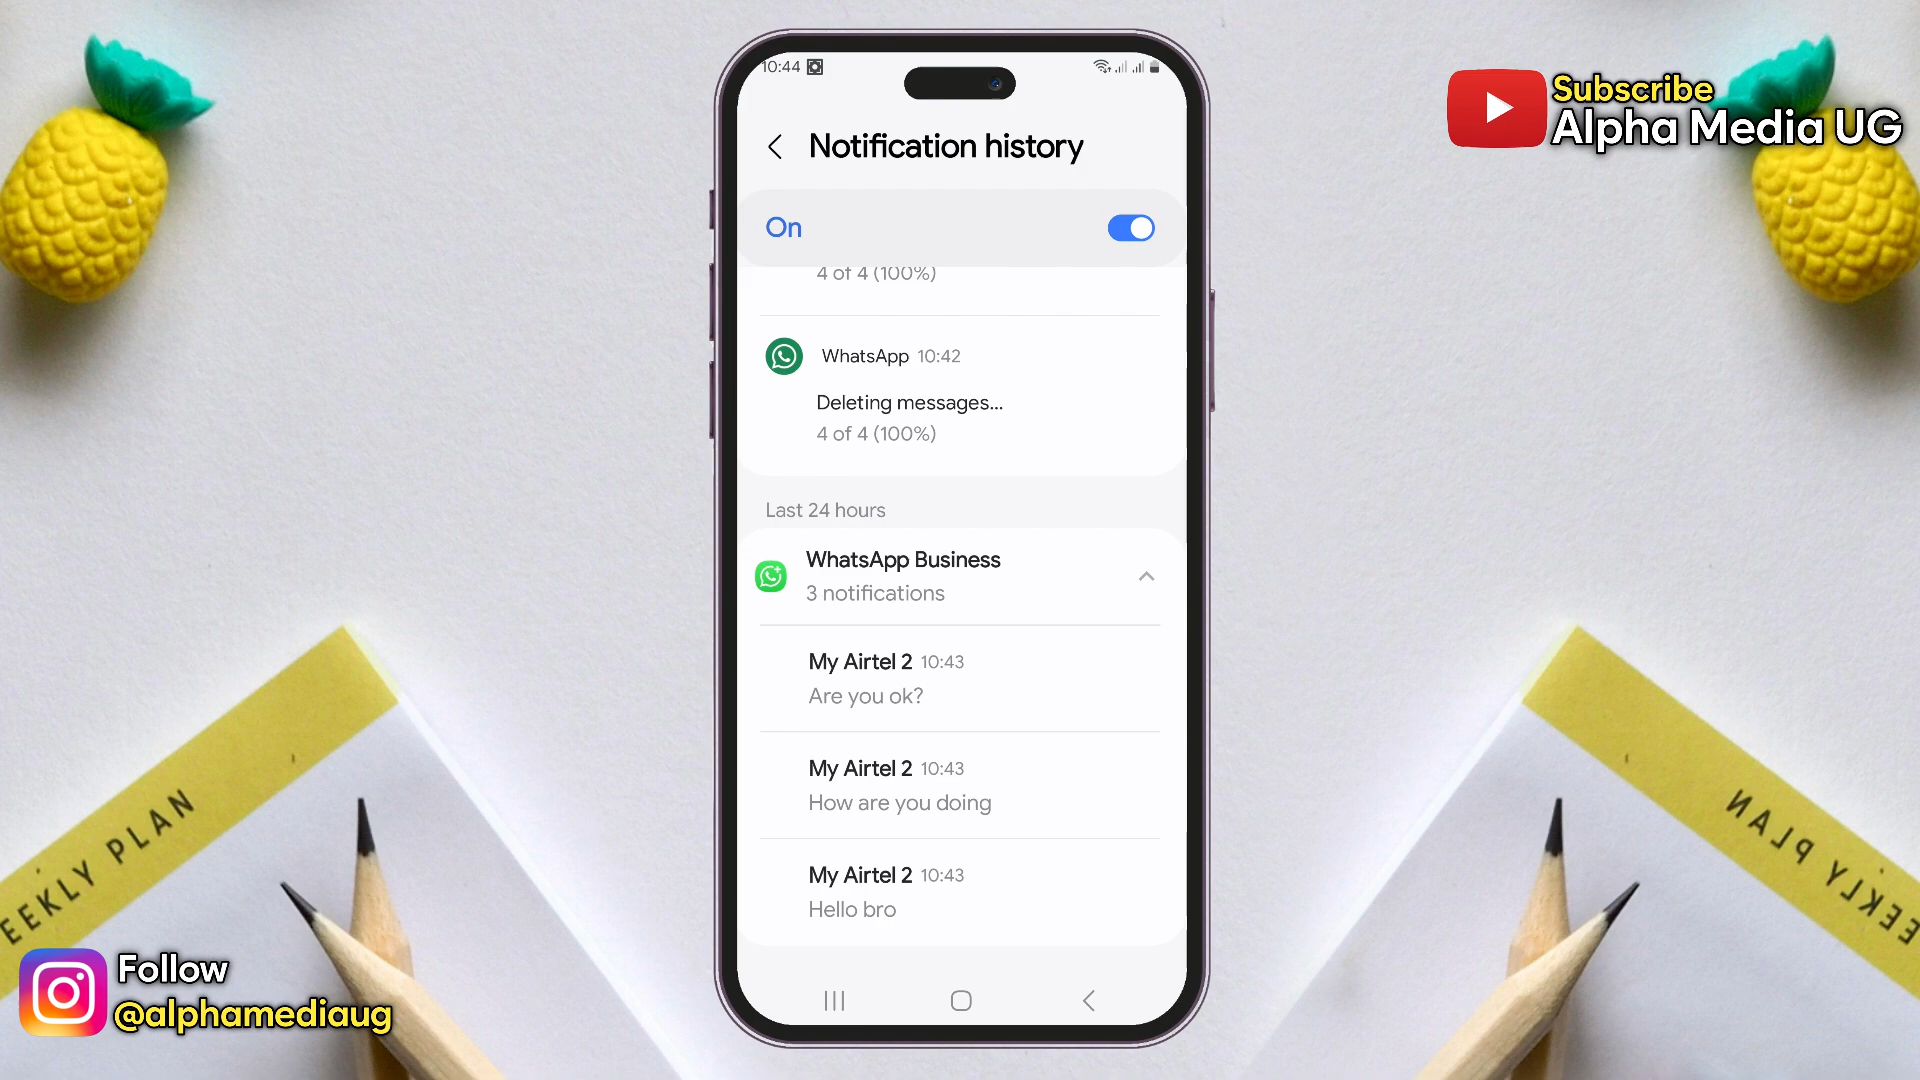 10:44
Notification history
On
4 of 4 (100%)
WhatsApp 10:42
Deleting messages...
4 of 4 (100%)
Last 24 hours
WhatsApp Business
3 notifications
My Airtel 2 10:43
Are you ok?
My Airtel 2 10:43
How are you doing
My Airtel 2 10:43
Hello bro
Subscribe
Alpha Media UG
EEKLY PLAN
EEKLY PLAN
Follow
@alphamediaug